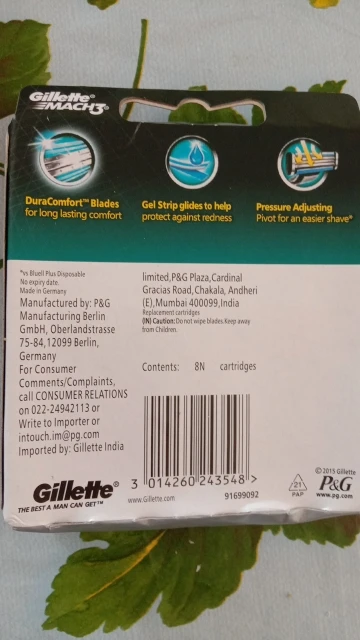 Gillette®
MACH3®
DuraComfort™ Blades
for long lasting comfort
Gel Strip glides to help
protect against redness
Pressure Adjusting
Pivot for an easier shave*
*vs BlueII Plus Disposable
No expiry date.
Made in Germany
Manufactured by: P&G
Manufacturing Berlin
GmbH, Oberlandstrasse
75-84,12099 Berlin,
Germany
For Consumer
Comments/Complaints,
call CONSUMER RELATIONS
on 022-24942113 or
Write to Importer or
intouch.im@pg.com
Imported by: Gillette India
limited,P&G Plaza,Cardinal
Gracias Road,Chakala, Andheri
(E),Mumbai 400099,India
Replacement cartridges
(IN) Caution: Do not wipe blades.Keep away
from Children.
Contents: 8N cartridges
3 014260 243548 >
Gillette®
THE BEST A MAN CAN GET™
www.Gillette.com
91699092
21
PAP
© 2015 Gillette
P&G
www.pg.com